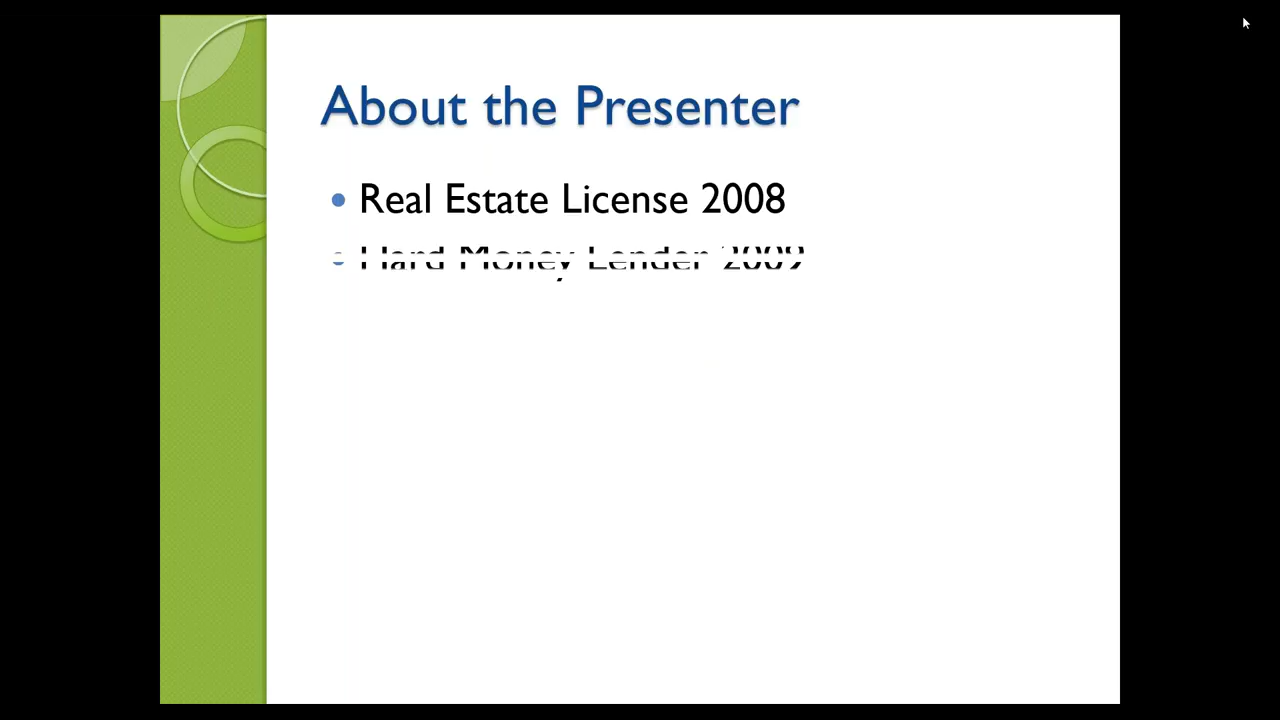 About the Presenter
• Real Estate License 2008
• Hard Money Lender 2009